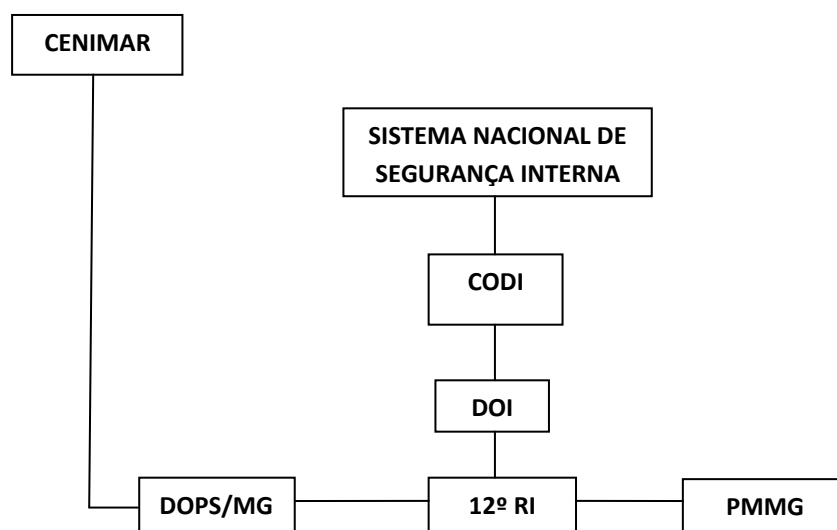 CENIMAR
SISTEMA NACIONAL DE
SEGURANÇA INTERNA
CODI
DOI
DOPS/MG
12º RI
PMMG